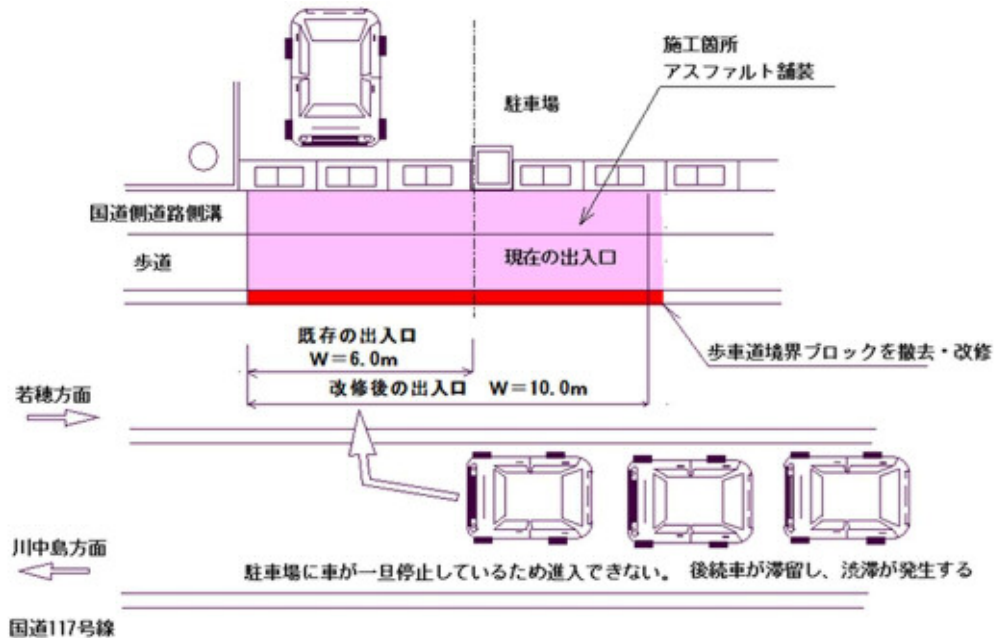 施工箇所
アスファルト舗装
駐車場
国道側道路側溝
歩道
現在の出入口
既存の出入口
W=6.0m
歩車道境界ブロックを撤去・改修
改修後の出入口 W=10.0m
若穂方面
川中島方面
駐車場に車が一旦停止しているため進入できない。
後続車が滞留し、渋滞が発生する
国道117号線